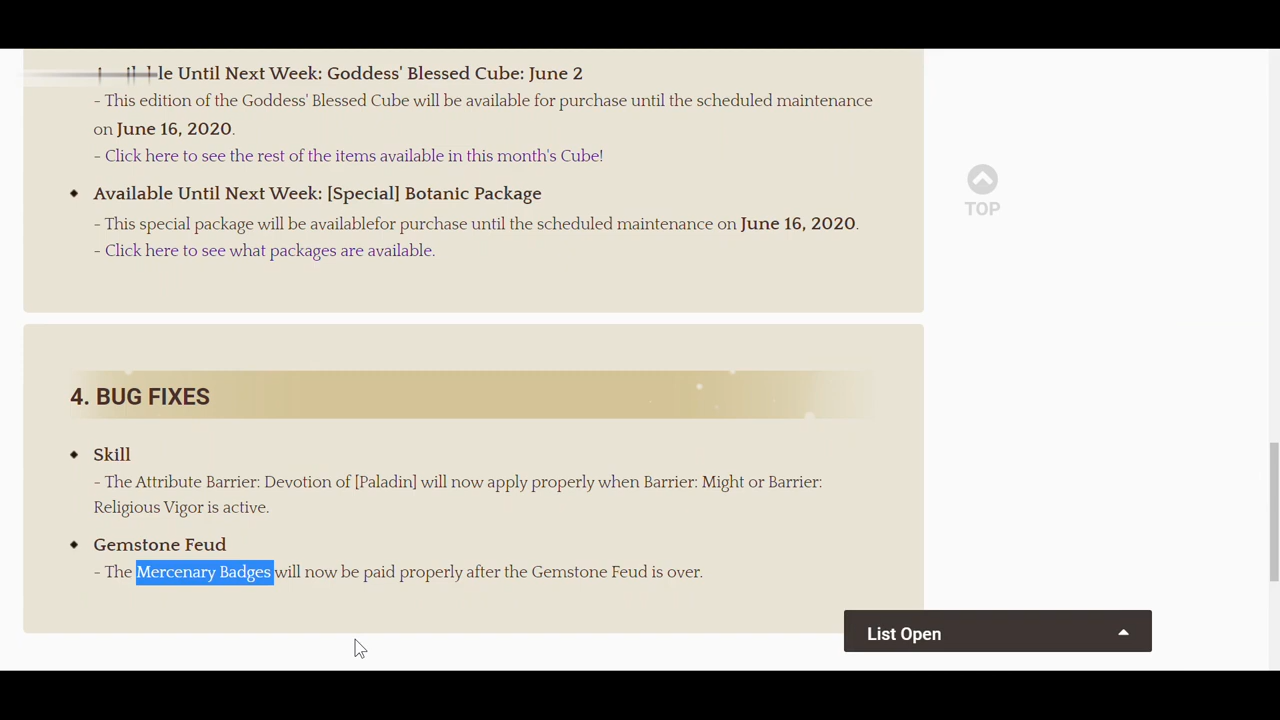 le Until Next Week: Goddess' Blessed Cube: June 2
- This edition of the Goddess' Blessed Cube will be available for purchase until the scheduled maintenance
on June 16, 2020.
- Click here to see the rest of the items available in this month's Cube!
Available Until Next Week: [Special] Botanic Package
- This special package will be availablefor purchase until the scheduled maintenance on June 16, 2020.
- Click here to see what packages are available.
TOP
4. BUG FIXES
Skill
- The Attribute Barrier: Devotion of [Paladin] will now apply properly when Barrier: Might or Barrier:
Religious Vigor is active.
Gemstone Feud
- The Mercenary Badges will now be paid properly after the Gemstone Feud is over.
List Open